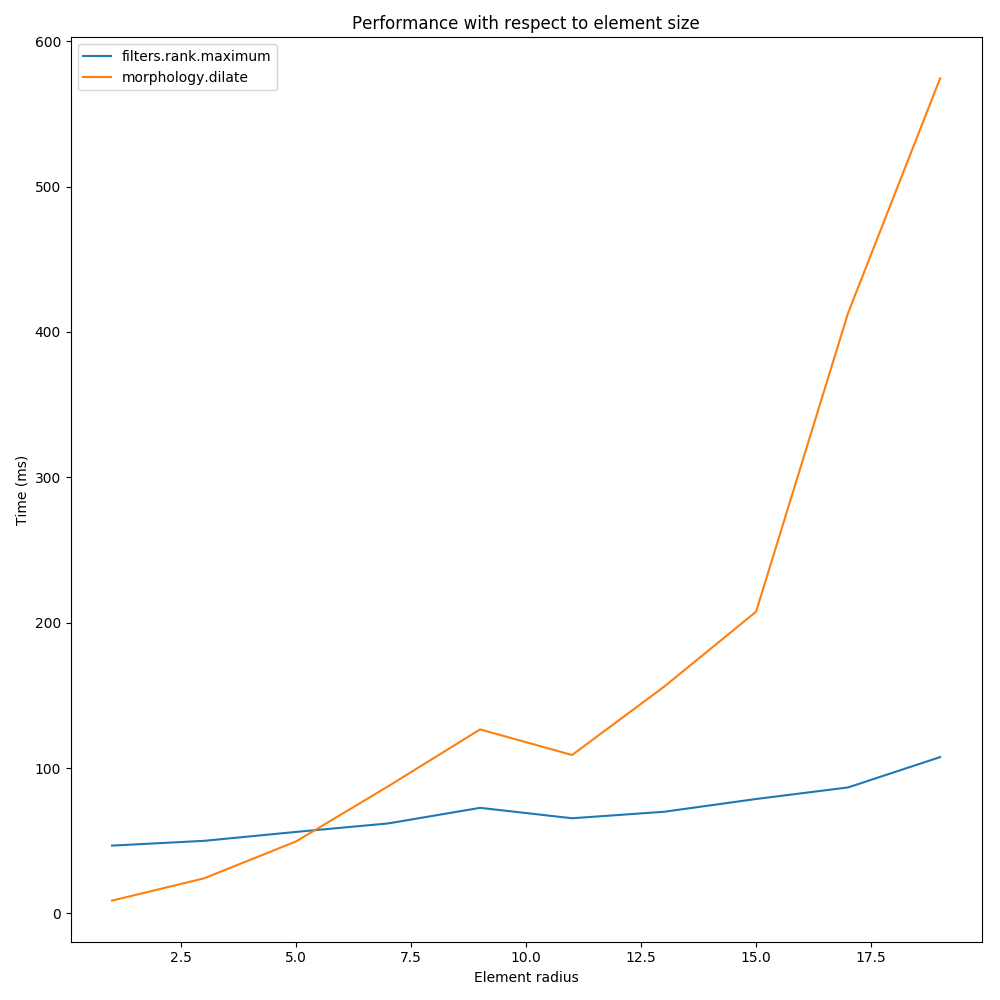 Performance with respect to element size
filters.rank.maximum
morphology.dilate
600
500
400
300
200
100
0
Time (ms)
2.5 5.0 7.5 10.0 12.5 15.0 17.5
Element radius